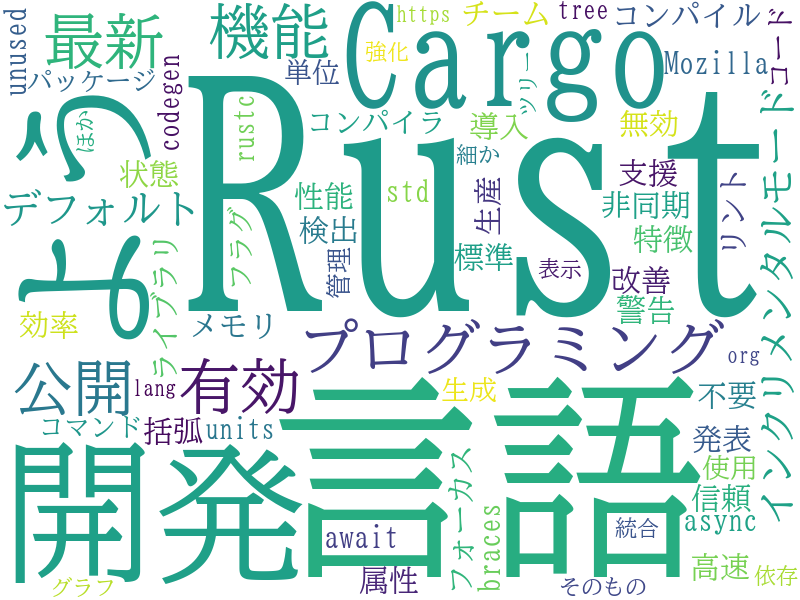 unused
最新
機能
Cargo
https
チーム
tree
コンパイル
強化
Mozilla
コード
パッケージ
codegen
単位
ツリー
よう
ほか
Rust
rustc
コンパイラ
導入
無効
インクリメンタルモード
状態
細か
支援
リント
デフォルト
フラグ
性能
std
生産
非同期
検出
特徴
ライブラリ
管理
標準
表示
改善
警告
効率
メモリ
プログラミング
org
公開
lang
有効
生成
不要
コマンド
括弧
units
発表
開発
言語
フォーカス
使用
信頼
braces
await
統合
async
属性
高速
依存
グラフ
そのもの